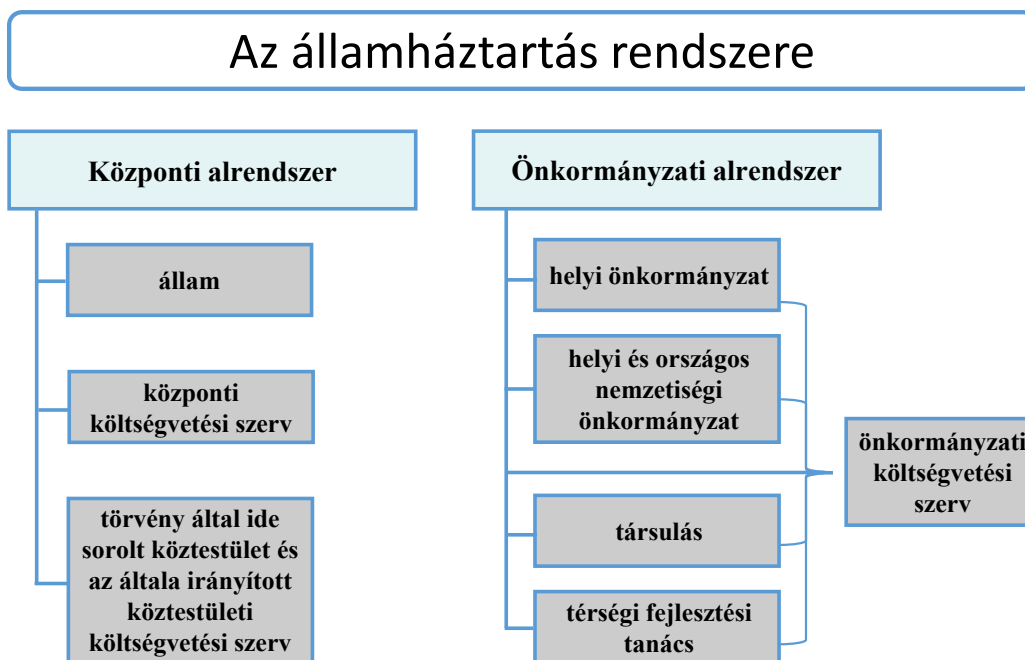 Az államháztartás rendszere
Központi alrendszer
állam
központi
költségvetési szerv
törvény által ide
sorolt köztestület és
az általa irányított
köztestületi
költségvetési szerv
Önkormányzati alrendszer
helyi önkormányzat
helyi és országos
nemzetiségi
önkormányzat
társulás
térségi fejlesztési
tanács
önkormányzati
költségvetési
szerv